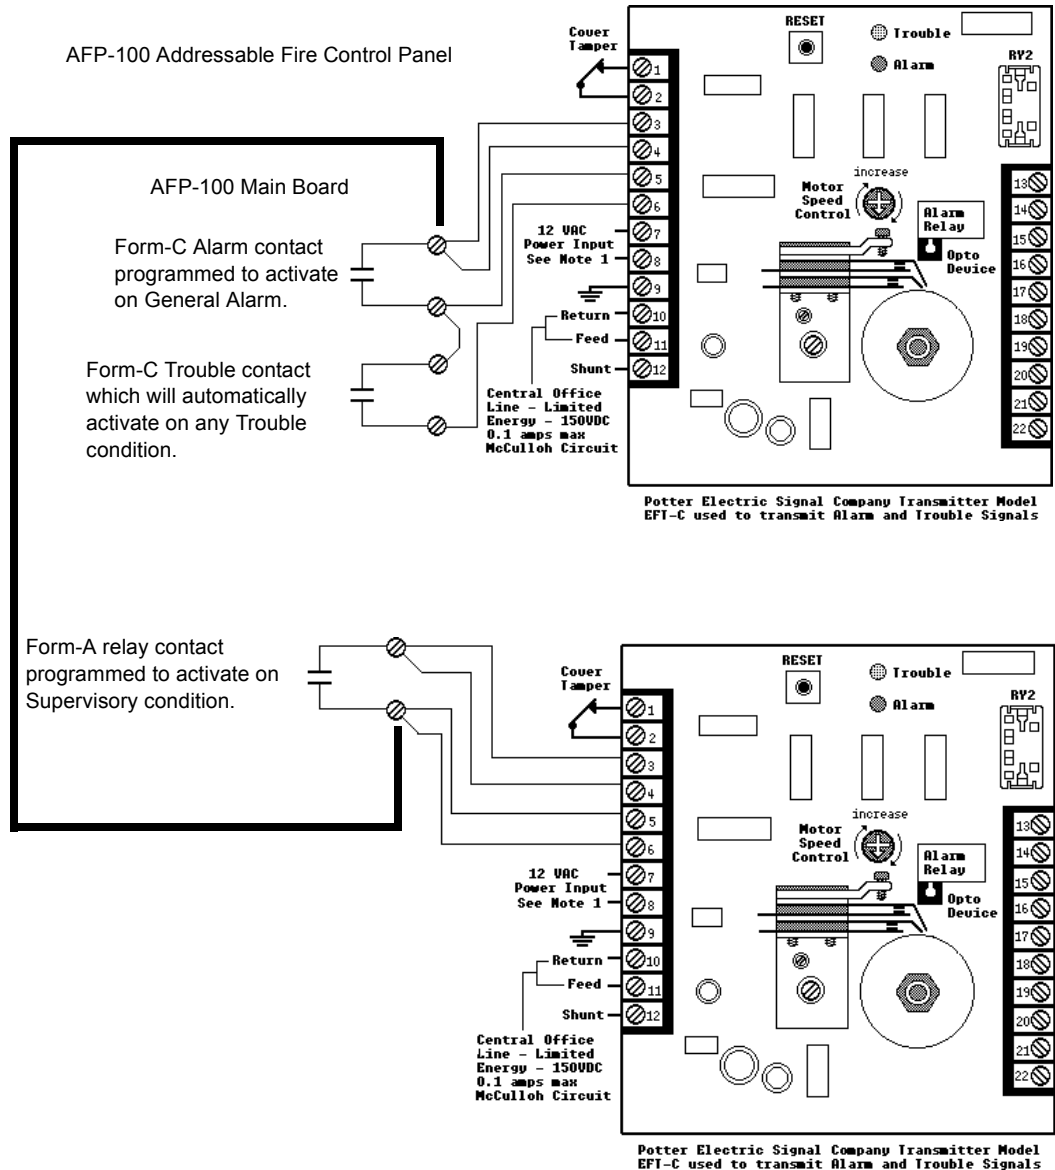 AFP-100 Addressable Fire Control Panel
AFP-100 Main Board
Form-C Alarm contact
programmed to activate
on General Alarm.
Form-C Trouble contact
which will automatically
activate on any Trouble
condition.
Cover
Tamper
1
2
3
4
5
6
12 VAC
Power Input
See Note 1
7
8
9
Return
10
Feed
11
Shunt
12
Central Office
Line - Limited
Energy - 150VDC
0.1 amps max
McCulloh Circuit
RESET
Trouble
Alarm
RY2
increase
Motor
Speed
Control
Alarm
Relay
Opto
Device
13
14
15
16
17
18
19
20
21
22
Potter Electric Signal Company Transmitter Model
EFT-C used to transmit Alarm and Trouble Signals
Form-A relay contact
programmed to activate on
Supervisory condition.
Cover
Tamper
1
2
3
4
5
6
12 VAC
Power Input
See Note 1
7
8
9
Return
10
Feed
11
Shunt
12
Central Office
Line - Limited
Energy - 150VDC
0.1 amps max
McCulloh Circuit
RESET
Trouble
Alarm
RY2
increase
Motor
Speed
Control
Alarm
Relay
Opto
Device
13
14
15
16
17
18
19
20
21
22
Potter Electric Signal Company Transmitter Model
EFT-C used to transmit Alarm and Trouble Signals